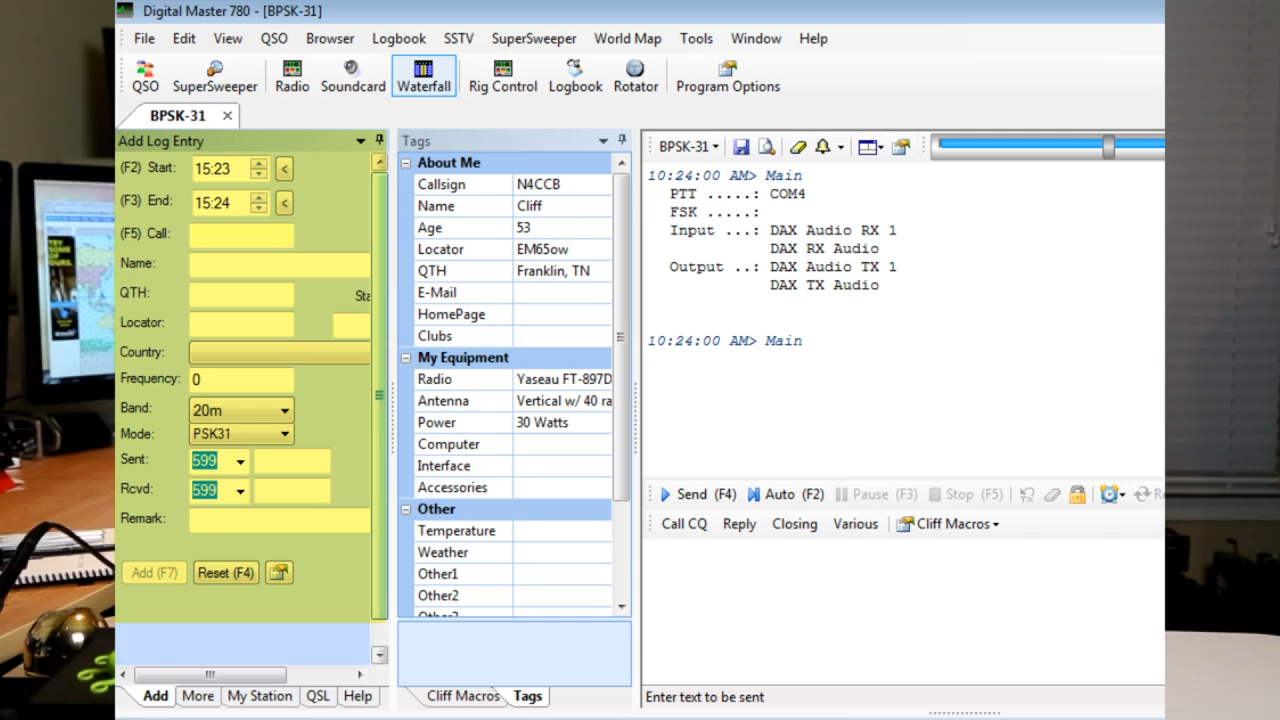 Digital Master 780 - [BPSK-31]
File Edit View QSO Browser Logbook SSTV SuperSweeper World Map Tools Window Help
QSO SuperSweeper Radio Soundcard Waterfall Rig Control Logbook Rotator Program Options
BPSK-31
Add Log Entry
(F2) Start: 15:23 <
(F3) End: 15:24 <
(F5) Call:
Name:
QTH: Sta
Locator:
Country:
Frequency: 0
Band: 20m
Mode: PSK31
Sent: 599
Rcvd: 599
Remark:
Add (F7) Reset (F4)
Add More My Station QSL Help
Tags
About Me
Callsign N4CCB
Name Cliff
Age 53
Locator EM65ow
QTH Franklin, TN
E-Mail
HomePage
Clubs
My Equipment
Radio Yaseau FT-897D
Antenna Vertical w/ 40 ra
Power 30 Watts
Computer
Interface
Accessories
Other
Temperature
Weather
Other1
Other2
Cliff Macros Tags
BPSK-31
10:24:00 AM> Main
PTT .....: COM4
FSK .....:
Input ...: DAX Audio RX 1
DAX RX Audio
Output ..: DAX Audio TX 1
DAX TX Audio
10:24:00 AM> Main
Send (F4) Auto (F2) Pause (F3) Stop (F5) Re
Call CQ Reply Closing Various Cliff Macros
Enter text to be sent
TRY
SOME
OF